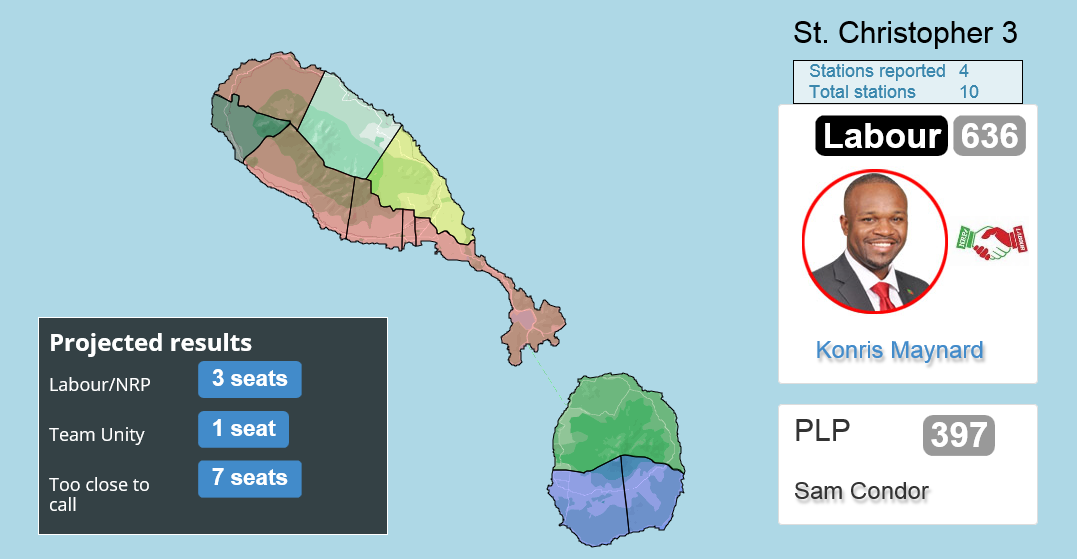 St. Christopher 3
Stations reported 4
Total stations 10
Labour 636
Konris Maynard
PLP 397
Sam Condor
Projected results
Labour/NRP 3 seats
Team Unity 1 seat
Too close to 7 seats
call